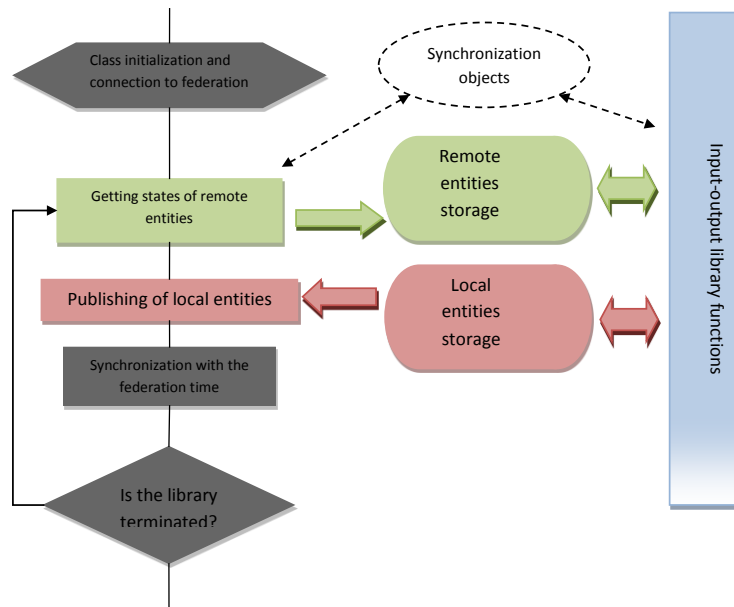 Class initialization and
connection to federation
Synchronization
objects
Getting states of remote
entities
Remote
entities
storage
Publishing of local entities
Local
entities
storage
Synchronization with the
federation time
Is the library
terminated?
Input-output library functions